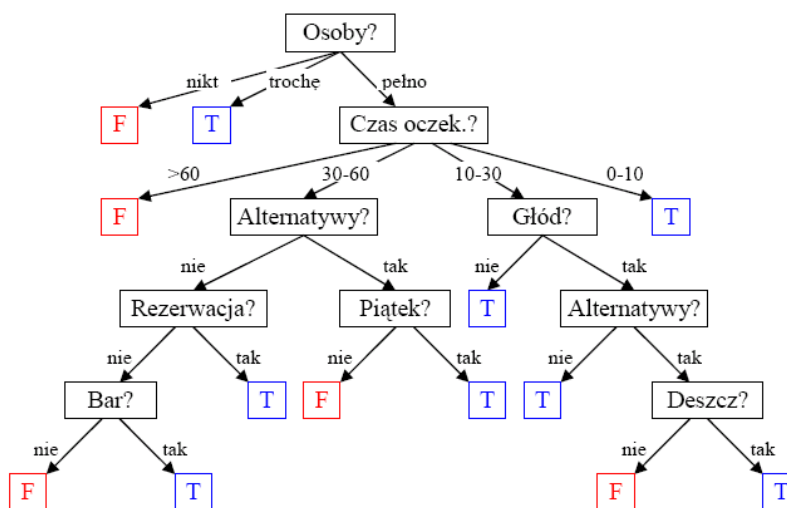 Osoby?
nikt trochę pełno
F T Czas oczek.?
>60 30-60 10-30 0-10
F Alternatywy? Głód? T
nie tak nie tak
Rezerwacja? Piątek? T Alternatywy?
nie tak nie tak nie tak
Bar? T F T T Deszcz?
nie tak nie tak
F T F T